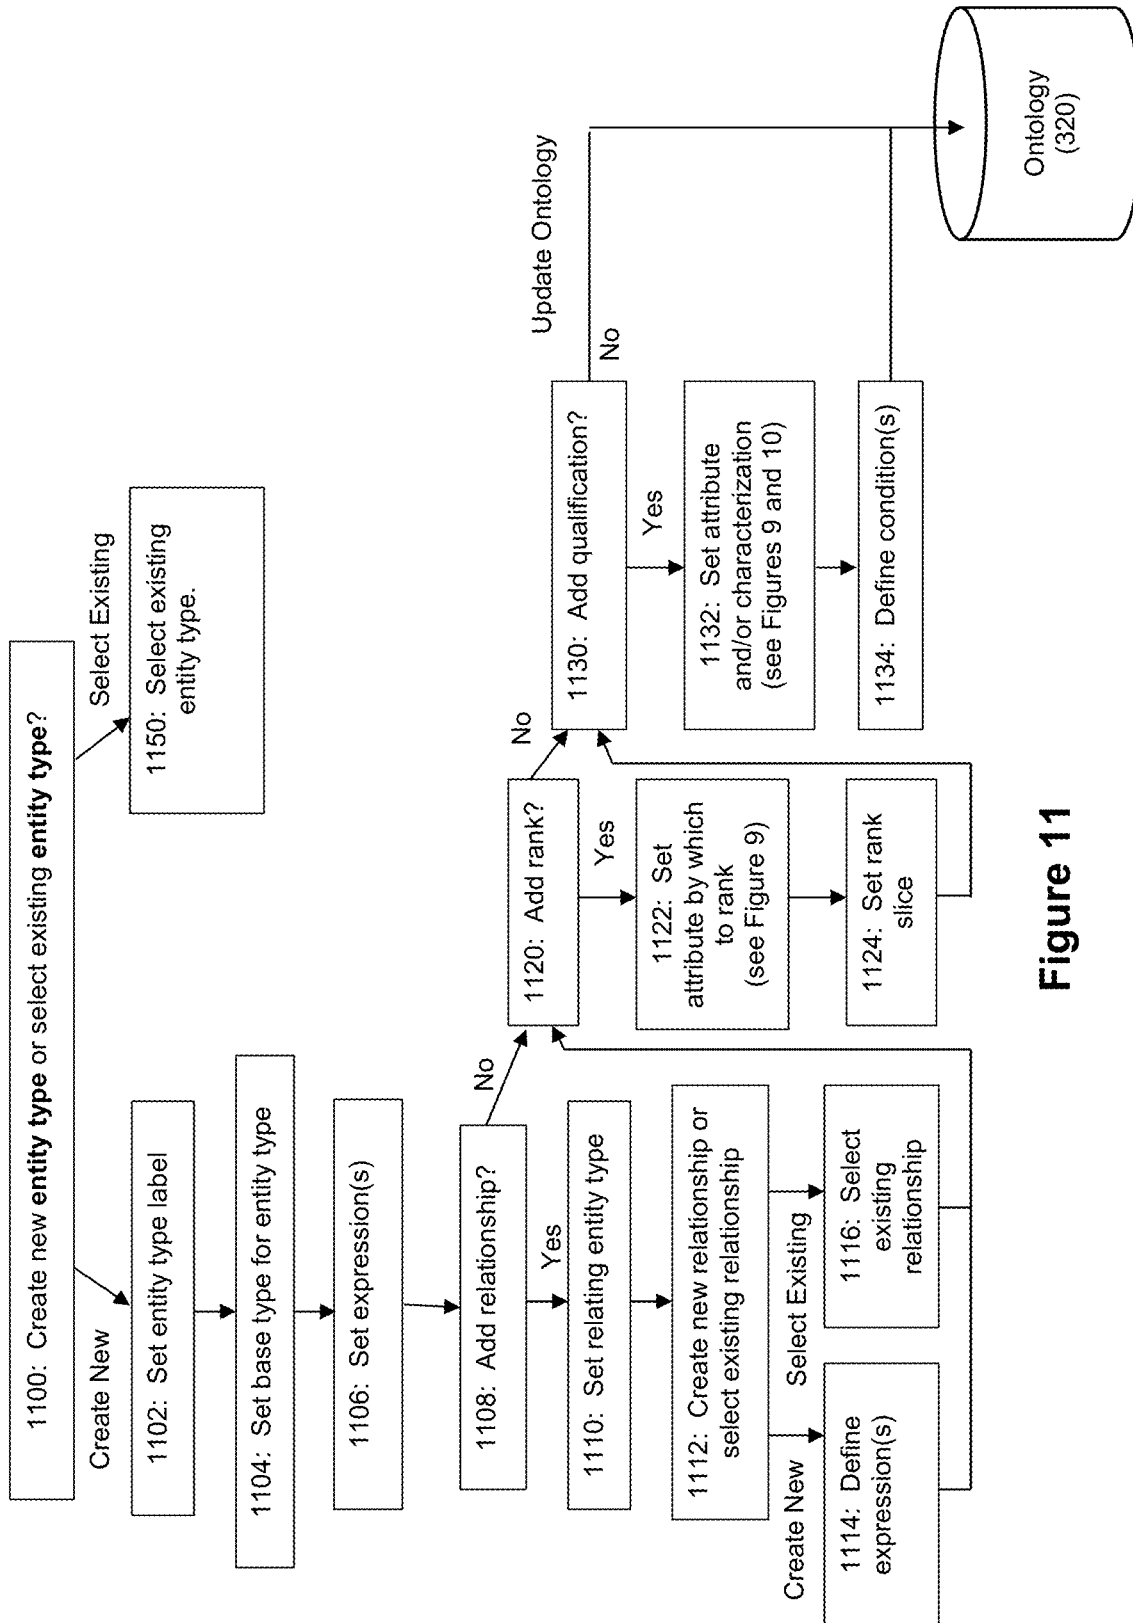 1100: Create new entity type or select existing entity type?
Create New
Select Existing
1102: Set entity type label
1150: Select existing
entity type.
1104: Set base type for entity type
1106: Set expression(s)
1108: Add relationship?
No
Yes
1110: Set relating entity type
1112: Create new relationship or
select existing relationship
Create New
Select Existing
1114: Define
expression(s)
1116: Select
existing
relationship
1120: Add rank?
No
Yes
1122: Set
attribute by which
to rank
(see Figure 9)
1124: Set rank
slice
1130: Add qualification?
No
Update Ontology
Yes
1132: Set attribute
and/or characterization
(see Figures 9 and 10)
1134: Define condition(s)
Ontology
(320)
Figure 11